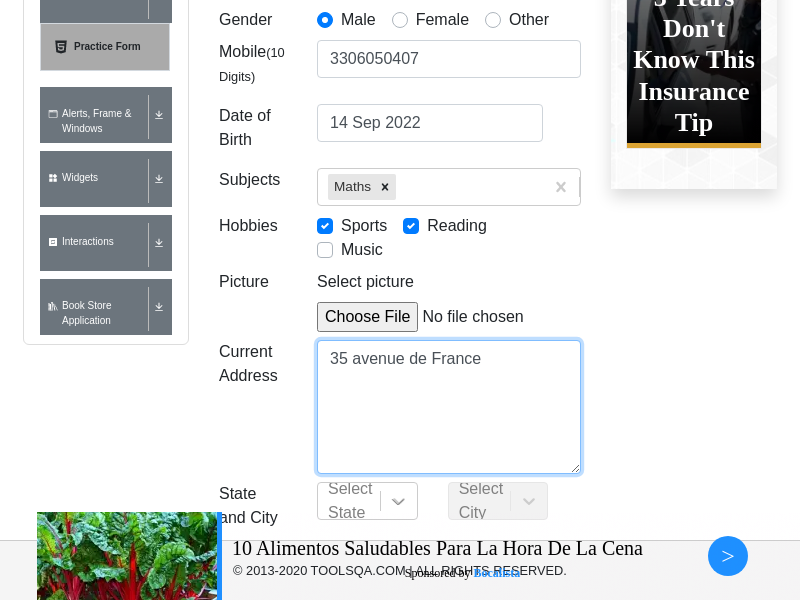 Practice Form
Alerts, Frame &
Windows
Widgets
Interactions
Book Store
Application
Gender
Male
Female
Other
Mobile(10
Digits)
3306050407
Date of
Birth
14 Sep 2022
Subjects
Maths
Hobbies
Sports
Reading
Music
Picture
Select picture
Choose File No file chosen
Current
Address
35 avenue de France
State
and City
Select
State
Select
City
Don't
Know This
Insurance
Tip
10 Alimentos Saludables Para La Hora De La Cena
© 2013-2020 TOOLSQA.COM | ALL RIGHTS RESERVED.
Sponsored by
>